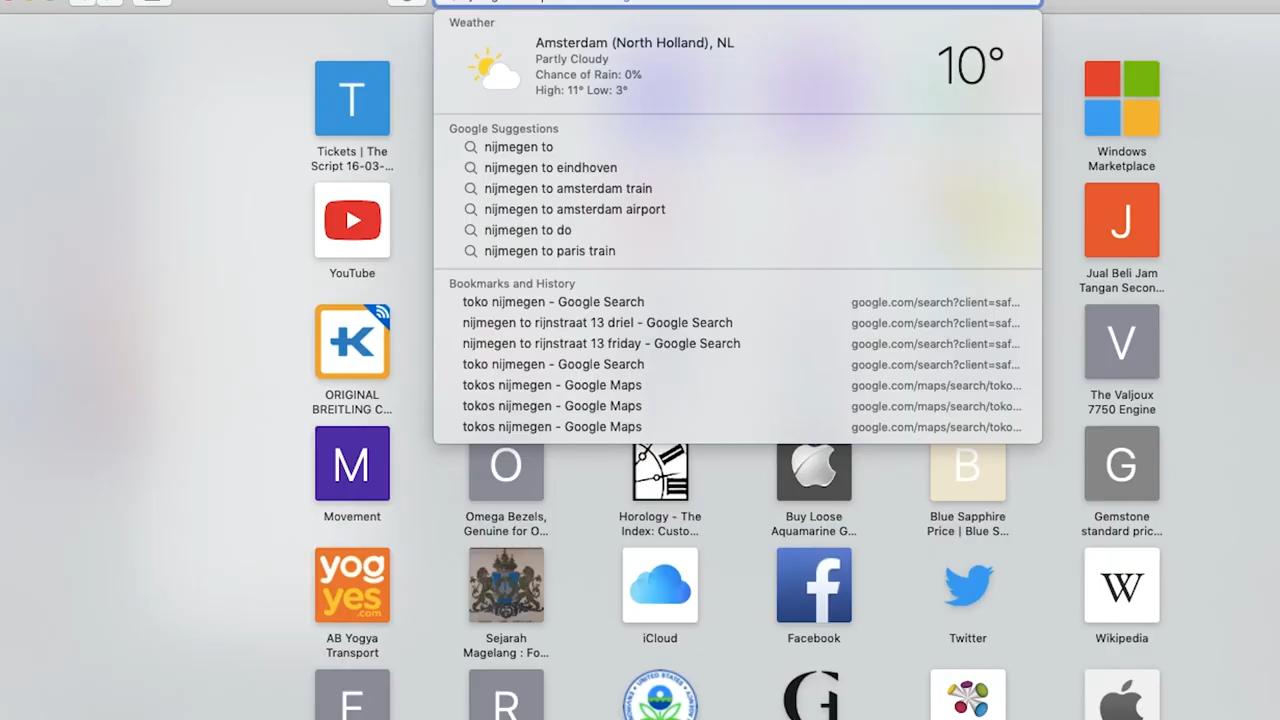 Weather
Amsterdam (North Holland), NL
Partly Cloudy
Chance of Rain: 0%
High: 11° Low: 3°
10°
Google Suggestions
nijmegen to
nijmegen to eindhoven
nijmegen to amsterdam train
nijmegen to amsterdam airport
nijmegen to do
nijmegen to paris train
Bookmarks and History
toko nijmegen - Google Search google.com/search?client=saf...
nijmegen to rijnstraat 13 driel - Google Search google.com/search?client=saf...
nijmegen to rijnstraat 13 friday - Google Search google.com/search?client=saf...
toko nijmegen - Google Search google.com/search?client=saf...
tokos nijmegen - Google Maps google.com/maps/search/toko...
tokos nijmegen - Google Maps google.com/maps/search/toko...
tokos nijmegen - Google Maps google.com/maps/search/toko...
T
Tickets | The
Script 16-03-...
Windows
Marketplace
YouTube
J
Jual Beli Jam
Tangan Secon...
K
ORIGINAL
BREITLING C...
V
The Valjoux
7750 Engine
M
Movement
O
Omega Bezels,
Genuine for O...
Horology - The
Index: Custo...
Buy Loose
Aquamarine G...
B
Blue Sapphire
Price | Blue S...
G
Gemstone
standard pric...
yog
yes
.com
AB Yogya
Transport
Sejarah
Magelang : Fo...
iCloud
f
Facebook
Twitter
W
Wikipedia
R
G
UNITED STATES